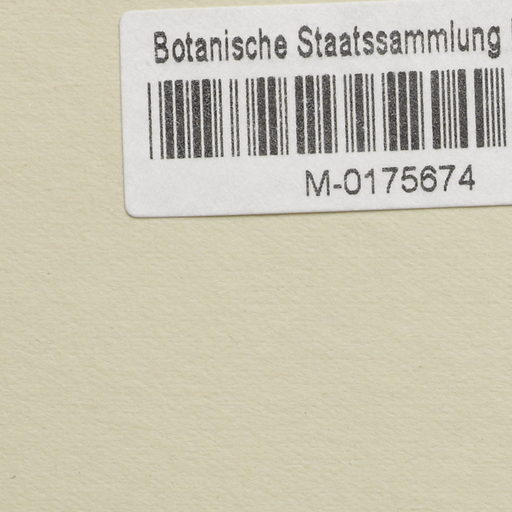 Botanische Staatssammlung
M-0175674